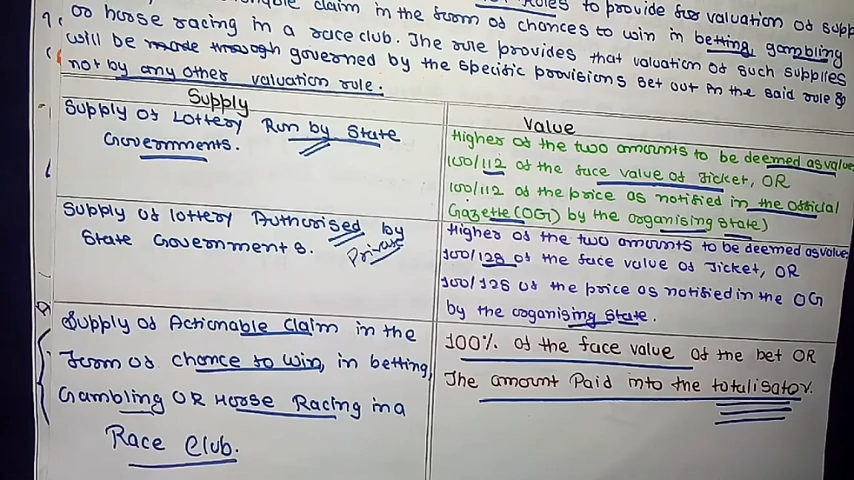 claim in the form of chances to win in betting, gambling
Rules to provide for valuation of supp
or horse racing in a race club. The rule provides that valuation of such supplies
will be made through governed by the specific provisions set out in the said rule &
not by any other valuation rule.
Supply
Value
Supply of Lottery Run by State
Governments.
Higher of the two amounts to be deemed as value
100/112 of the face value of Ticket, OR
100/112 of the price as notified in the official
Gazette (OG) by the organising state)
Supply of lottery Authorised by
State Governments.
Private
Higher of the two amounts to be deemed as value
100/128 of the face value of Ticket, OR
100/128 of the price as notified in the OG
by the organising state.
Supply of Actionable Claim in the
Form of chance to win, in betting,
Gambling OR Horse Racing in a
Race Club.
100% of the face value of the bet OR
The amount Paid into the totalisator.